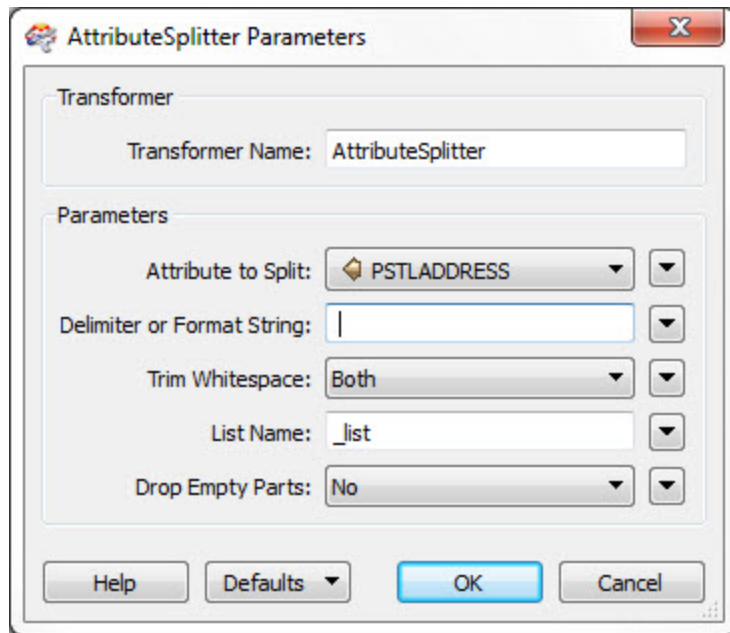 AttributeSplitter Parameters
Transformer
Transformer Name: AttributeSplitter
Parameters
Attribute to Split: PSTLADDRESS
Delimiter or Format String:
Trim Whitespace: Both
List Name: _list
Drop Empty Parts: No
Help Defaults OK Cancel